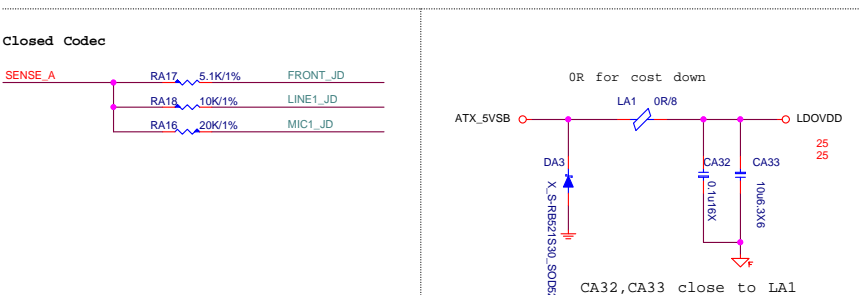 Closed Codec
SENSE_A
RA17 5.1K/1% FRONT_JD
RA18 10K/1% LINE1_JD
RA16 20K/1% MIC1_JD
0R for cost down
LA1 0R/8
ATX_5VSB
LDOVDD
25
25
DA3
X_S-RB521S30_SOD52
CA32
0.1u16X
CA33
10u6.3X6
F
CA32,CA33 close to LA1